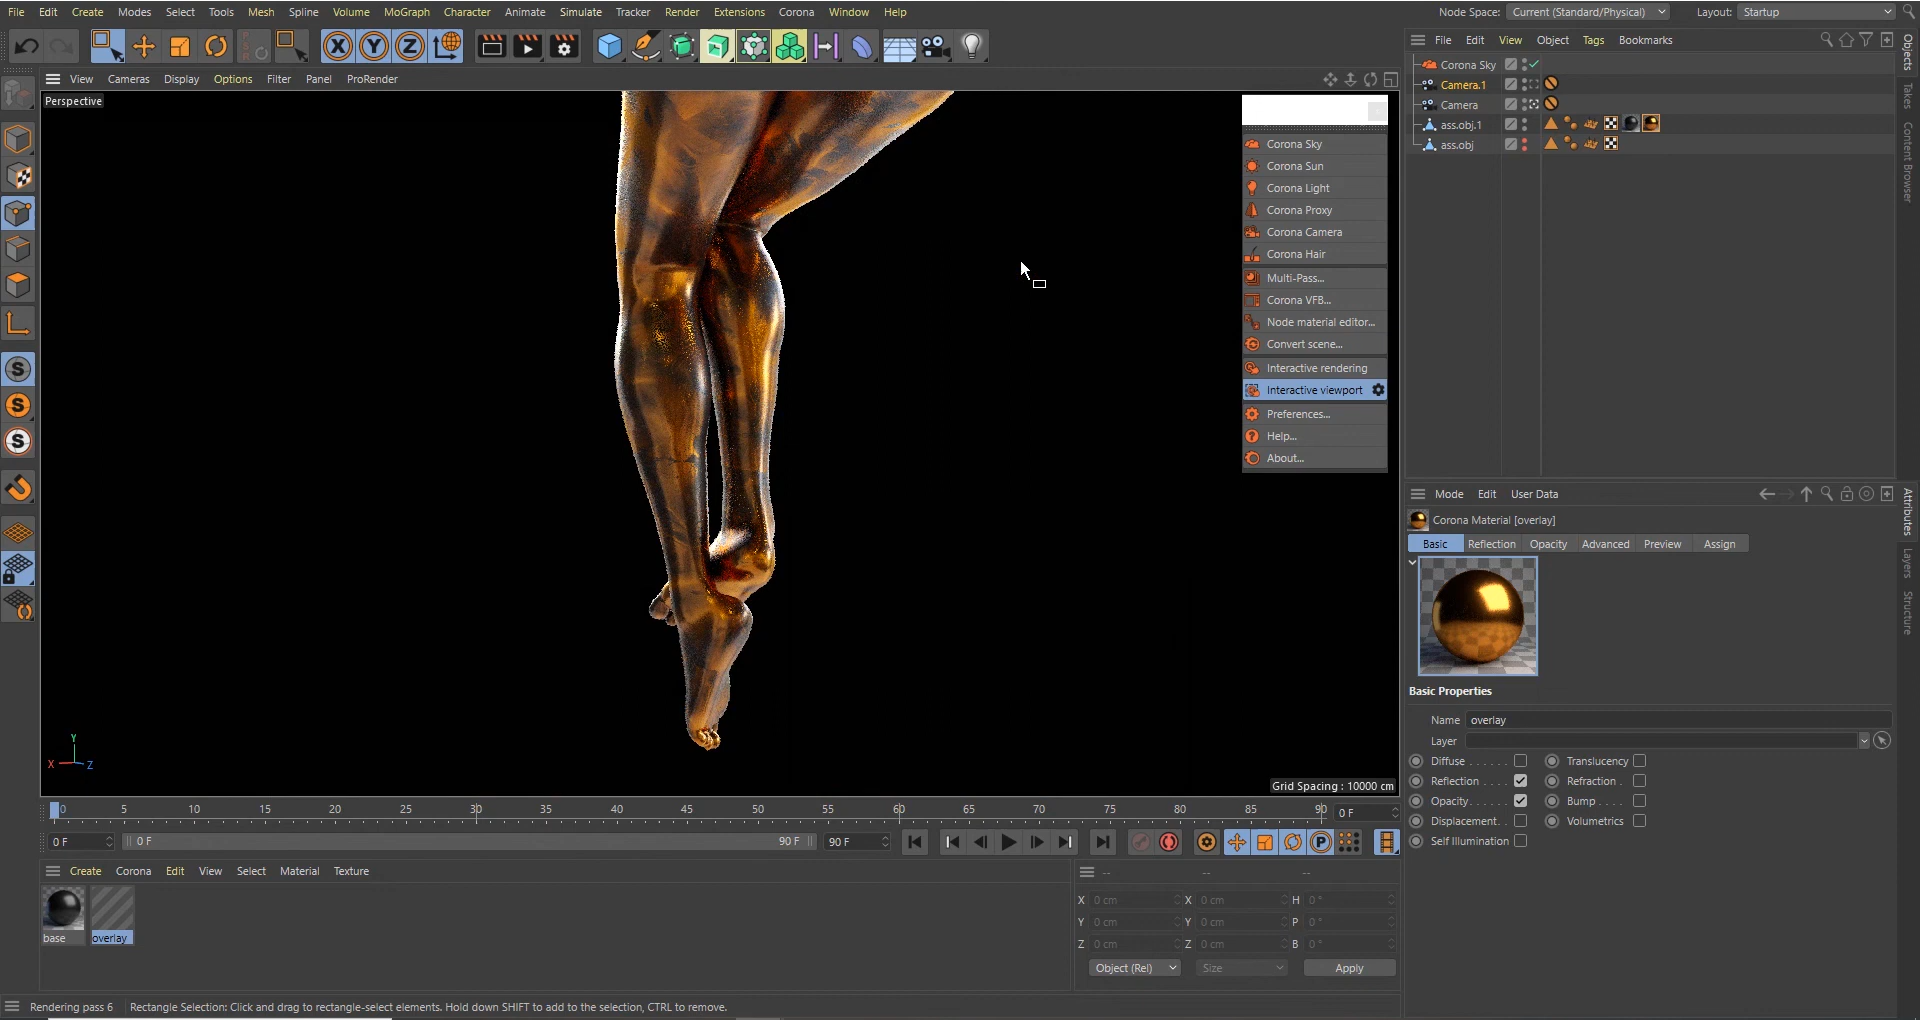 File Edit Create Modes Select Tools Mesh Spline Volume MoGraph Character Animate Simulate Tracker Render Extensions Corona Window Help
Node Space: Current (Standard/Physical) Layout: Startup
X Y Z
File Edit View Object Tags Bookmarks
View Cameras Display Options Filter Panel ProRender
Perspective
Corona Sky
Camera.1
Camera
ass.obj.1
ass.obj
Objects
Takes
Content Browser
Corona Sky
Corona Sun
Corona Light
Corona Proxy
Corona Camera
Corona Hair
Multi-Pass...
Corona VFB...
Node material editor...
Convert scene...
Interactive rendering
Interactive viewport
Preferences...
Help...
About...
S
S
S
Mode Edit User Data
Corona Material [overlay]
Basic Reflection Opacity Advanced Preview Assign
Attributes
Layers
Structure
Basic Properties
Name overlay
Layer
Diffuse . . . . . . Translucency
Reflection . . . . Refraction .
Opacity. . . . . . Bump . . . .
Displacement. . Volumetrics
Self Illumination
Y
X Z
Grid Spacing : 10000 cm
0 5 10 15 20 25 30 35 40 45 50 55 60 65 70 75 80 85 90 0 F
0 F 0 F 90 F 90 F P
Create Corona Edit View Select Material Texture
-- -- --
base overlay
X 0 cm X 0 cm H 0 °
Y 0 cm Y 0 cm P 0 °
Z 0 cm Z 0 cm B 0 °
Object (Rel) Size Apply
Rendering pass 6 Rectangle Selection: Click and drag to rectangle-select elements. Hold down SHIFT to add to the selection, CTRL to remove.